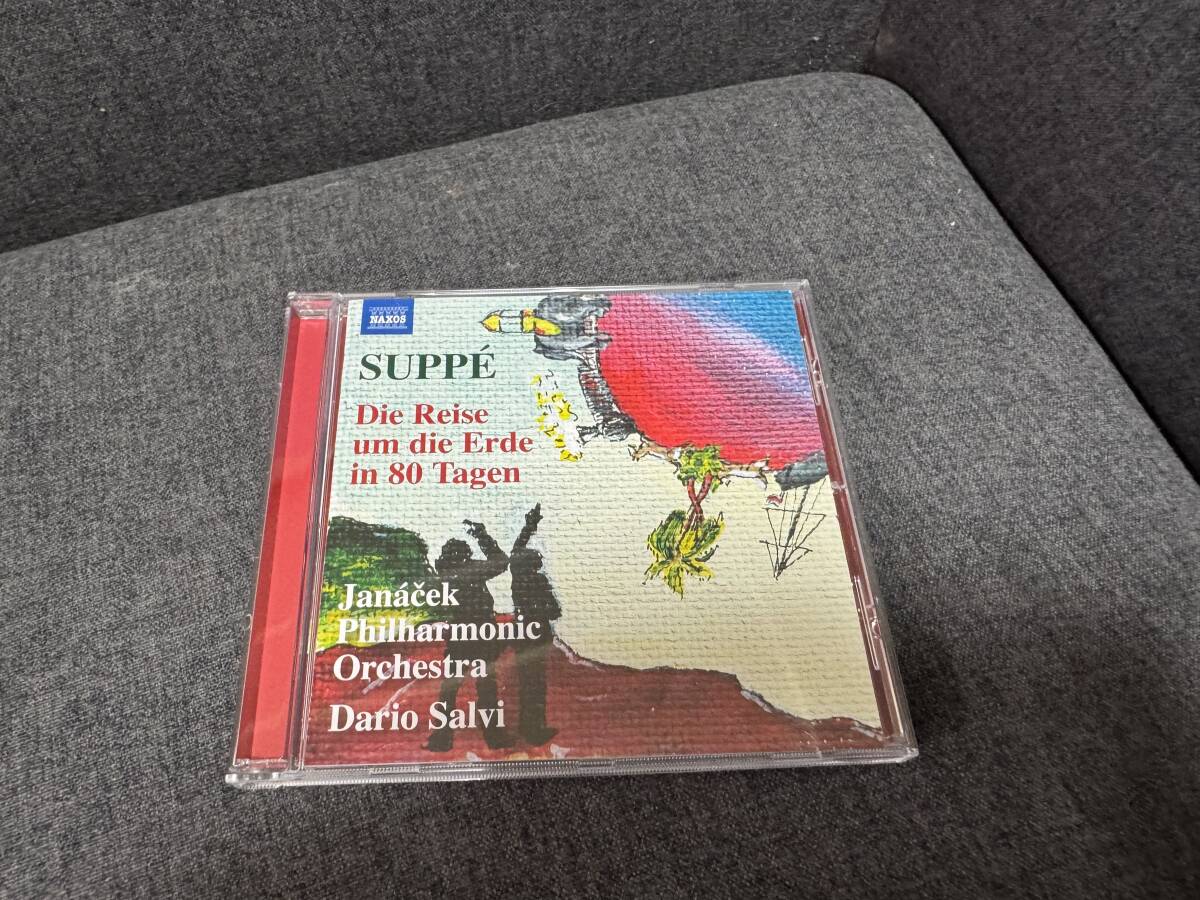 NAXOS
SUPPÉ
Die Reise
um die Erde
in 80 Tagen
Janáček
Philharmonic
Orchestra
Dario Salvi